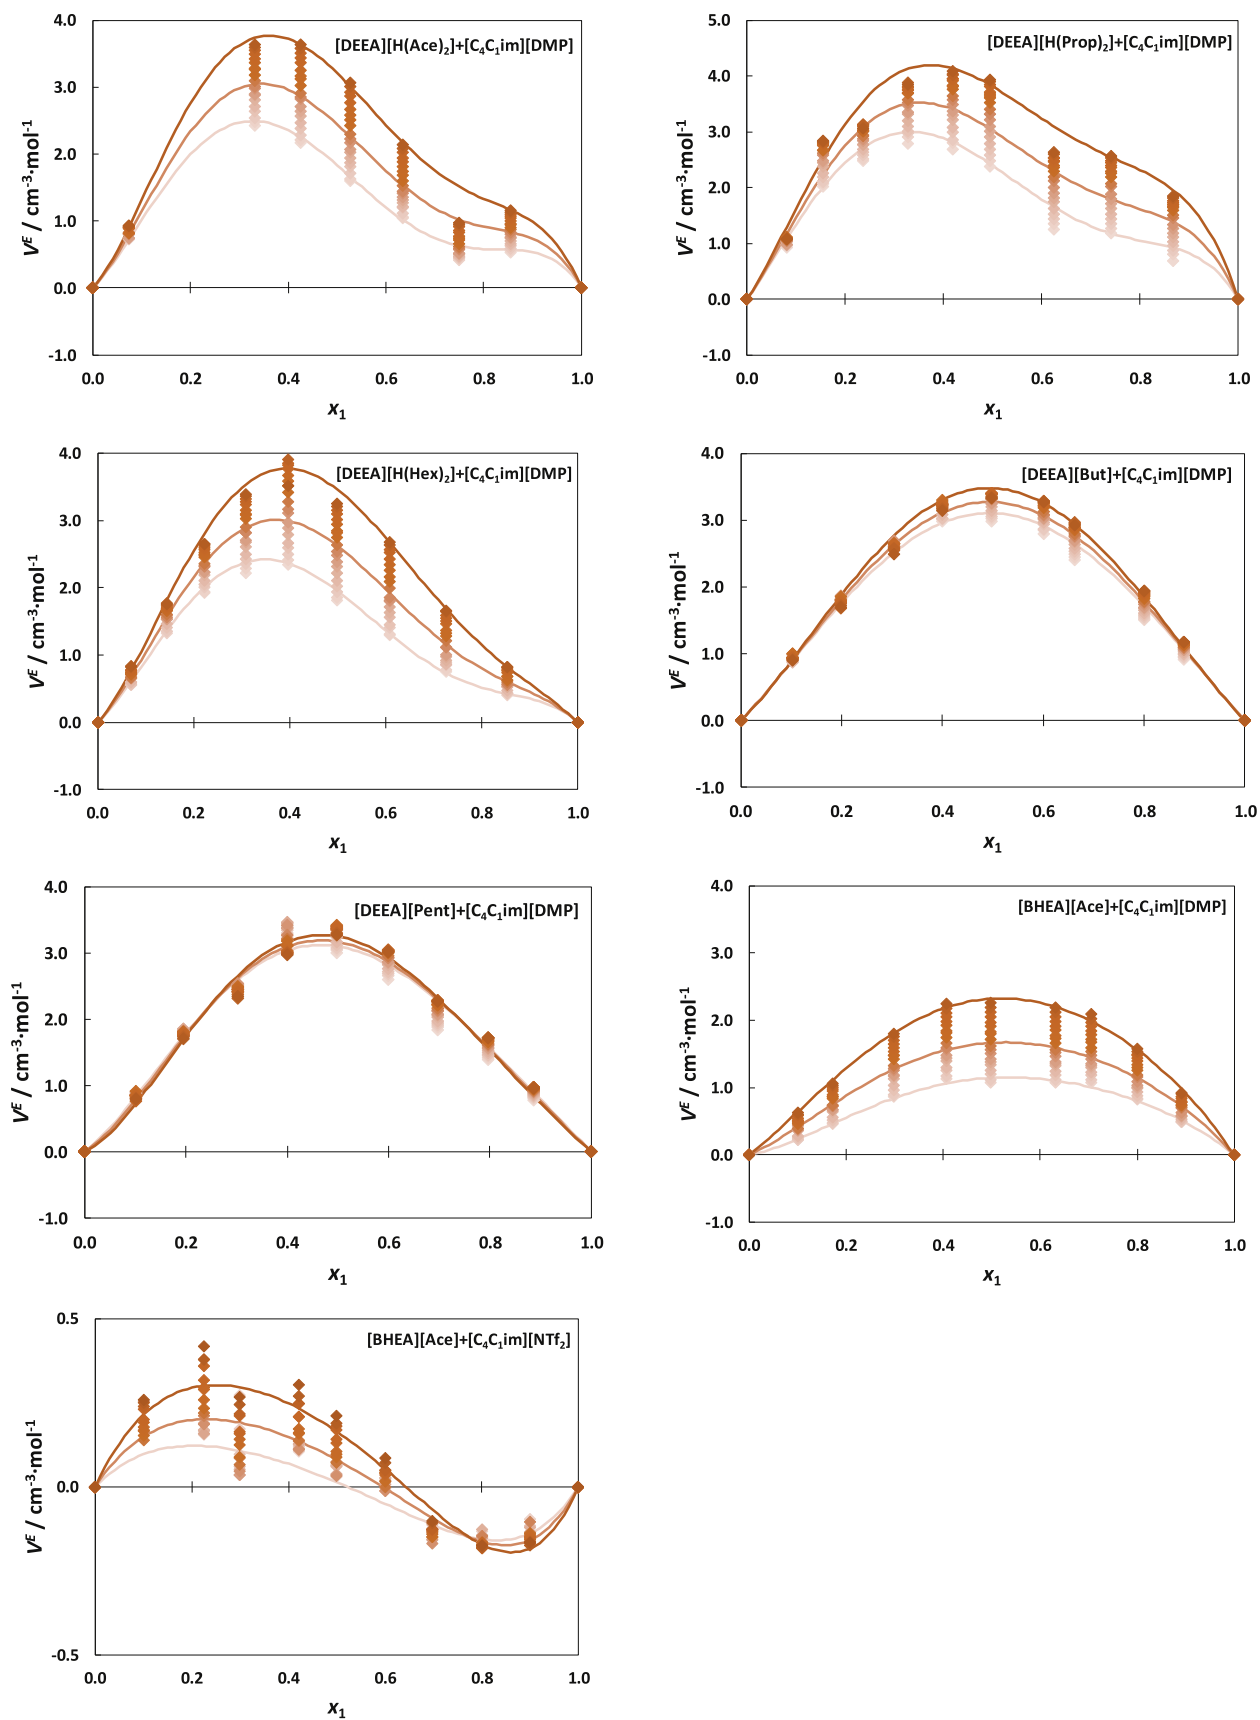 [DEEA][H(Ace)₂]+[C₄C₁im][DMP]
4.0
3.0
2.0
1.0
0.0
-1.0
0.0 0.2 0.4 0.6 0.8 1.0
Vᴱ / cm⁻³·mol⁻¹
x₁
[DEEA][H(Prop)₂]+[C₄C₁im][DMP]
5.0
4.0
3.0
2.0
1.0
0.0
-1.0
0.0 0.2 0.4 0.6 0.8 1.0
Vᴱ / cm⁻³·mol⁻¹
x₁
[DEEA][H(Hex)₂]+[C₄C₁im][DMP]
4.0
3.0
2.0
1.0
0.0
-1.0
0.0 0.2 0.4 0.6 0.8 1.0
Vᴱ / cm⁻³·mol⁻¹
x₁
[DEEA][But]+[C₄C₁im][DMP]
4.0
3.0
2.0
1.0
0.0
-1.0
0.0 0.2 0.4 0.6 0.8 1.0
Vᴱ / cm⁻³·mol⁻¹
x₁
[DEEA][Pent]+[C₄C₁im][DMP]
4.0
3.0
2.0
1.0
0.0
-1.0
0.0 0.2 0.4 0.6 0.8 1.0
Vᴱ / cm⁻³·mol⁻¹
x₁
[BHEA][Ace]+[C₄C₁im][DMP]
4.0
3.0
2.0
1.0
0.0
-1.0
0.0 0.2 0.4 0.6 0.8 1.0
Vᴱ / cm⁻³·mol⁻¹
x₁
[BHEA][Ace]+[C₄C₁im][NTf₂]
0.5
0.0
-0.5
0.0 0.2 0.4 0.6 0.8 1.0
Vᴱ / cm⁻³·mol⁻¹
x₁